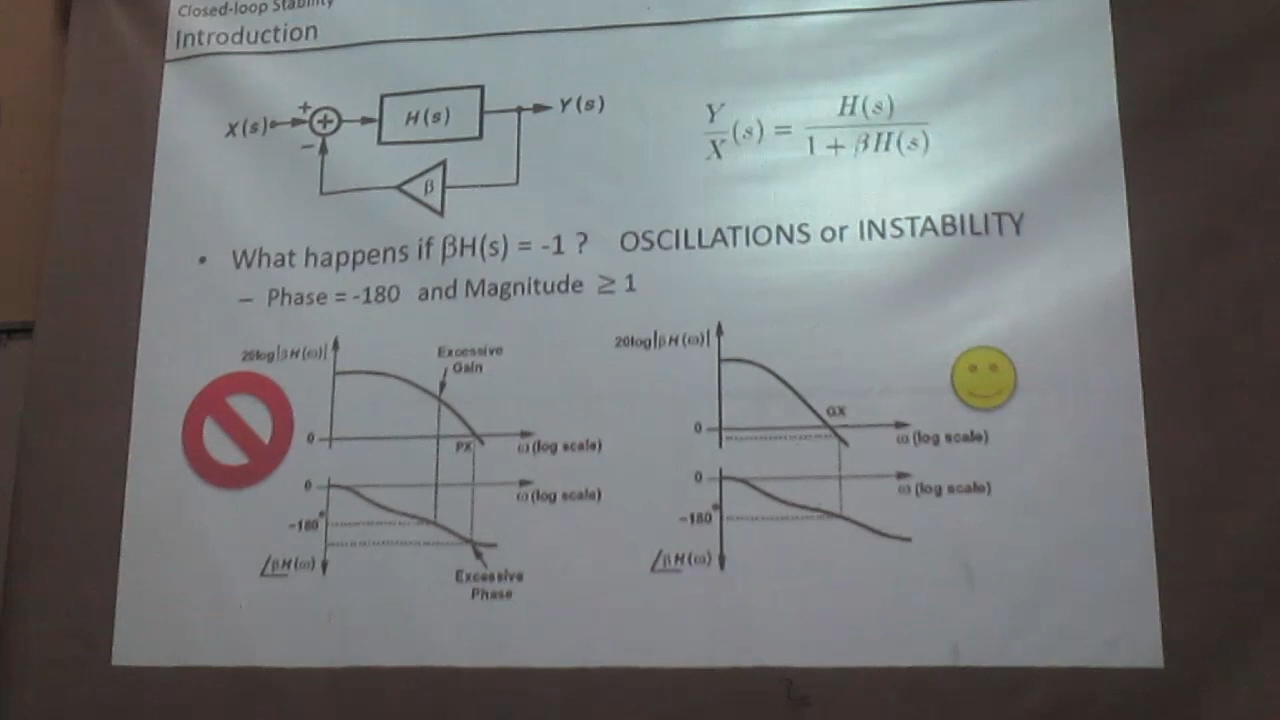 Closed-loop Stability
Introduction
X(s)
+
+
−
H(s)
Y(s)
β
Y/X (s) = H(s) / (1 + βH(s))
• What happens if βH(s) = -1 ? OSCILLATIONS or INSTABILITY
– Phase = -180 and Magnitude ≥ 1
20log|βH(ω)|
Excessive
Gain
0
PX
ω (log scale)
0
ω (log scale)
-180°
∠βH(ω)
Excessive
Phase
20log|βH(ω)|
GX
0
ω (log scale)
0
ω (log scale)
-180°
∠βH(ω)